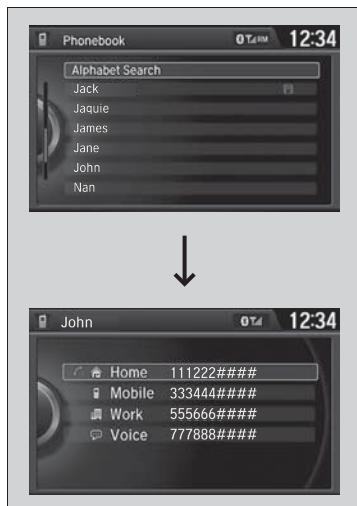 Phonebook 12:34
Alphabet Search
Jack
Jaquie
James
Jane
John
Nan
John 12:34
Home 111222####
Mobile 333444####
Work 555666####
Voice 777888####